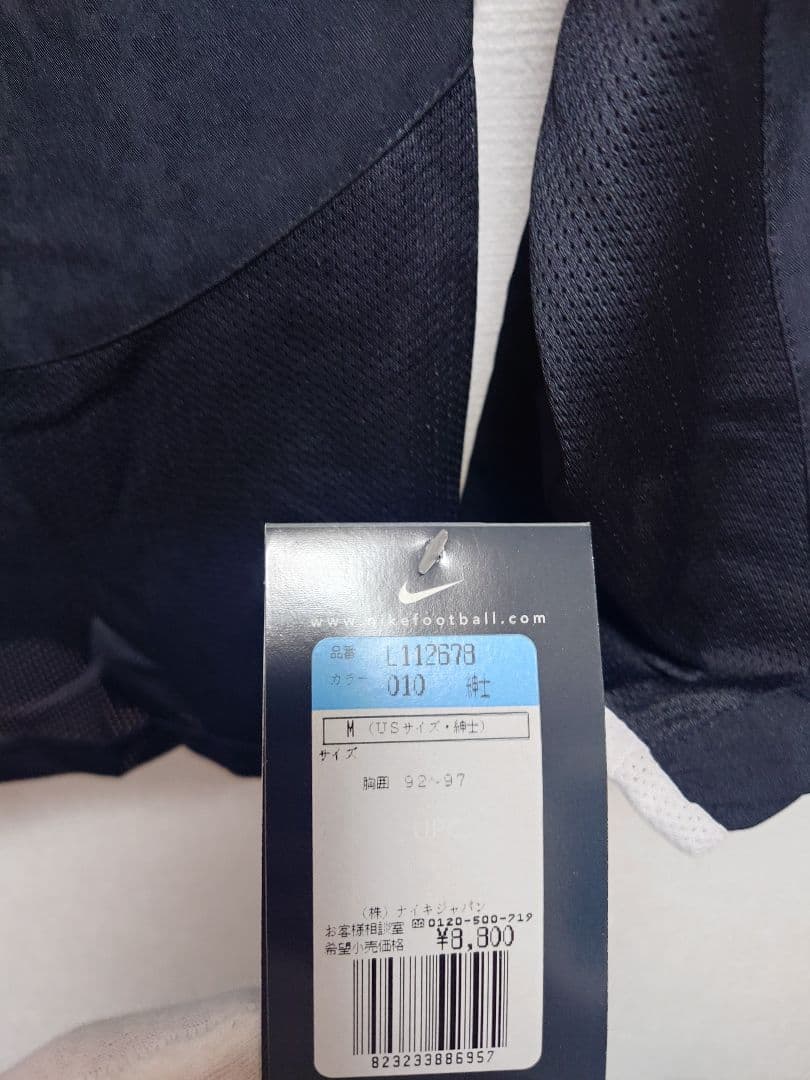 www.nikefootball.com
品番 L112678
カラー 010 紳士
M (USサイズ・紳士)
サイズ
胸囲 92~97
(株)ナイキジャパン
お客様相談室 0120-500-719
希望小売価格 ¥8,800
823233886957